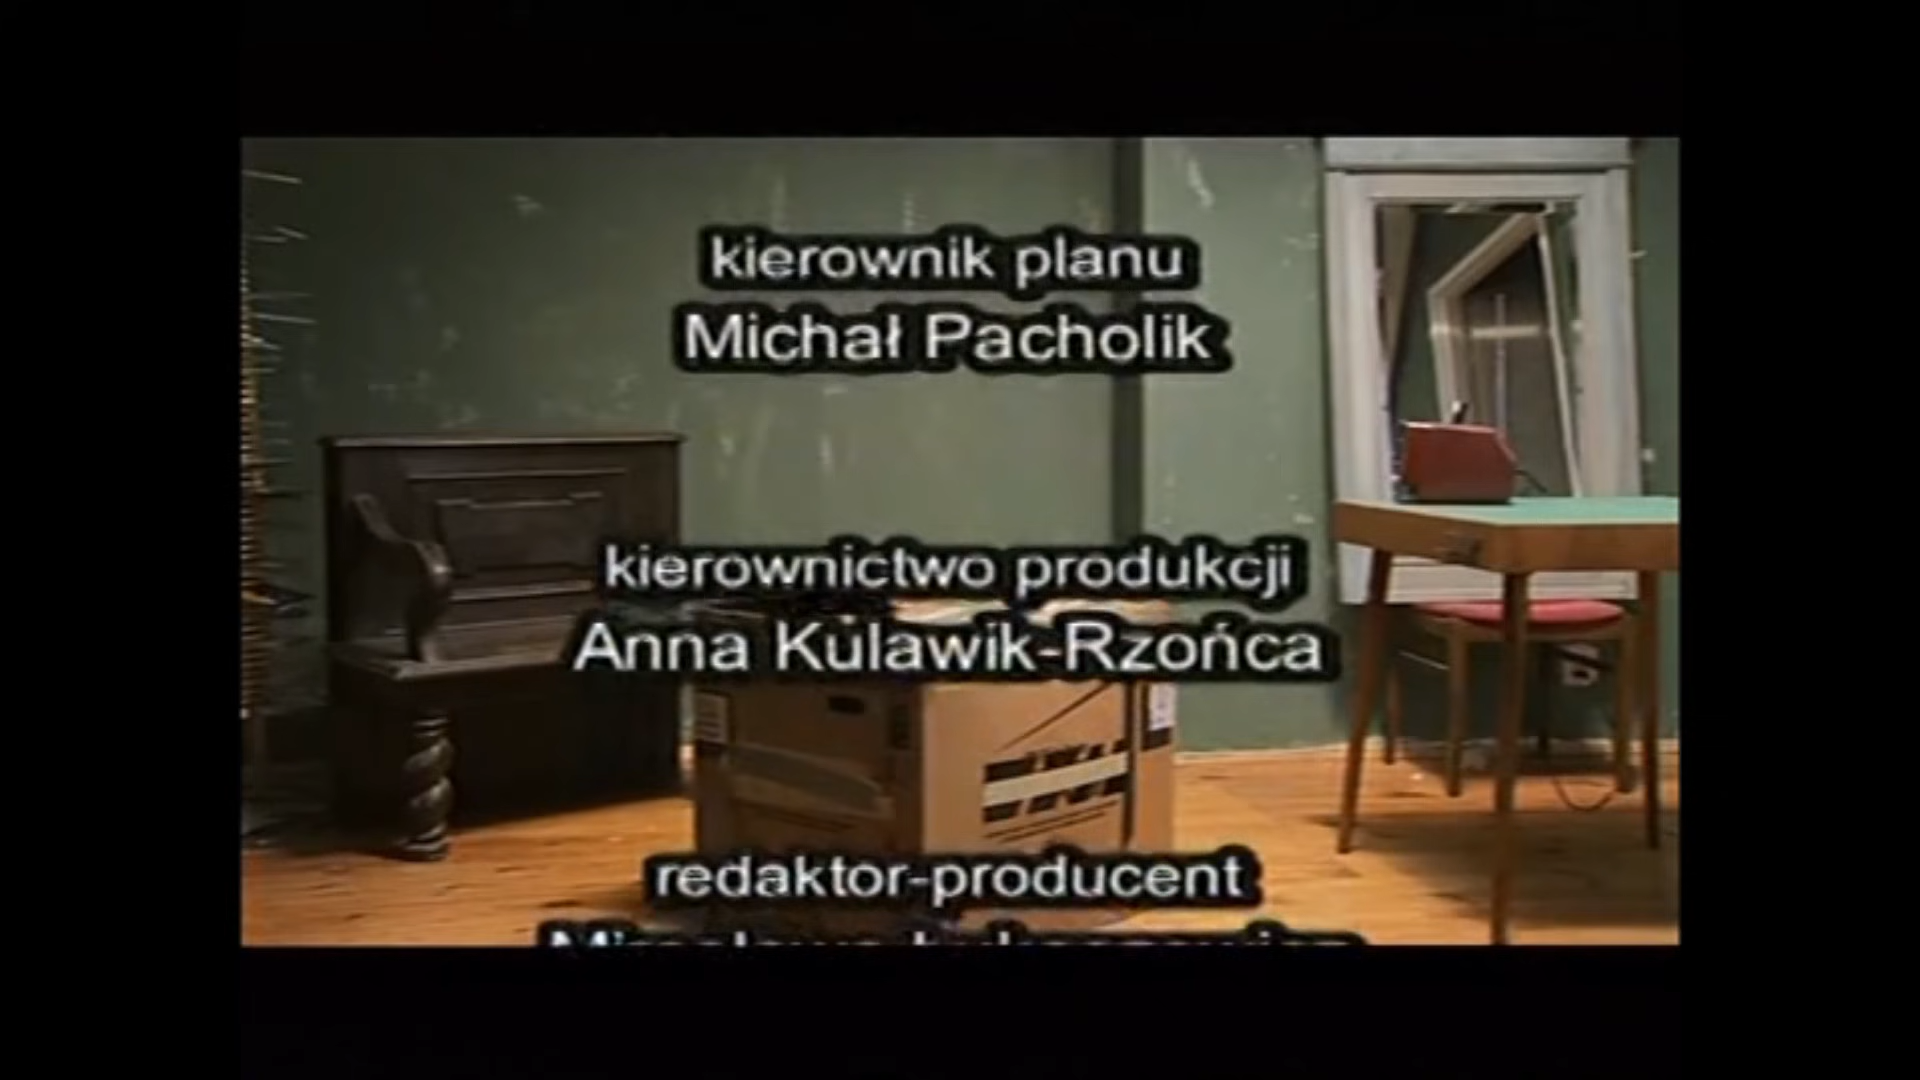 kierownik planu
Michał Pacholik
kierownictwo produkcji
Anna Kulawik-Rzońca
redaktor-producent